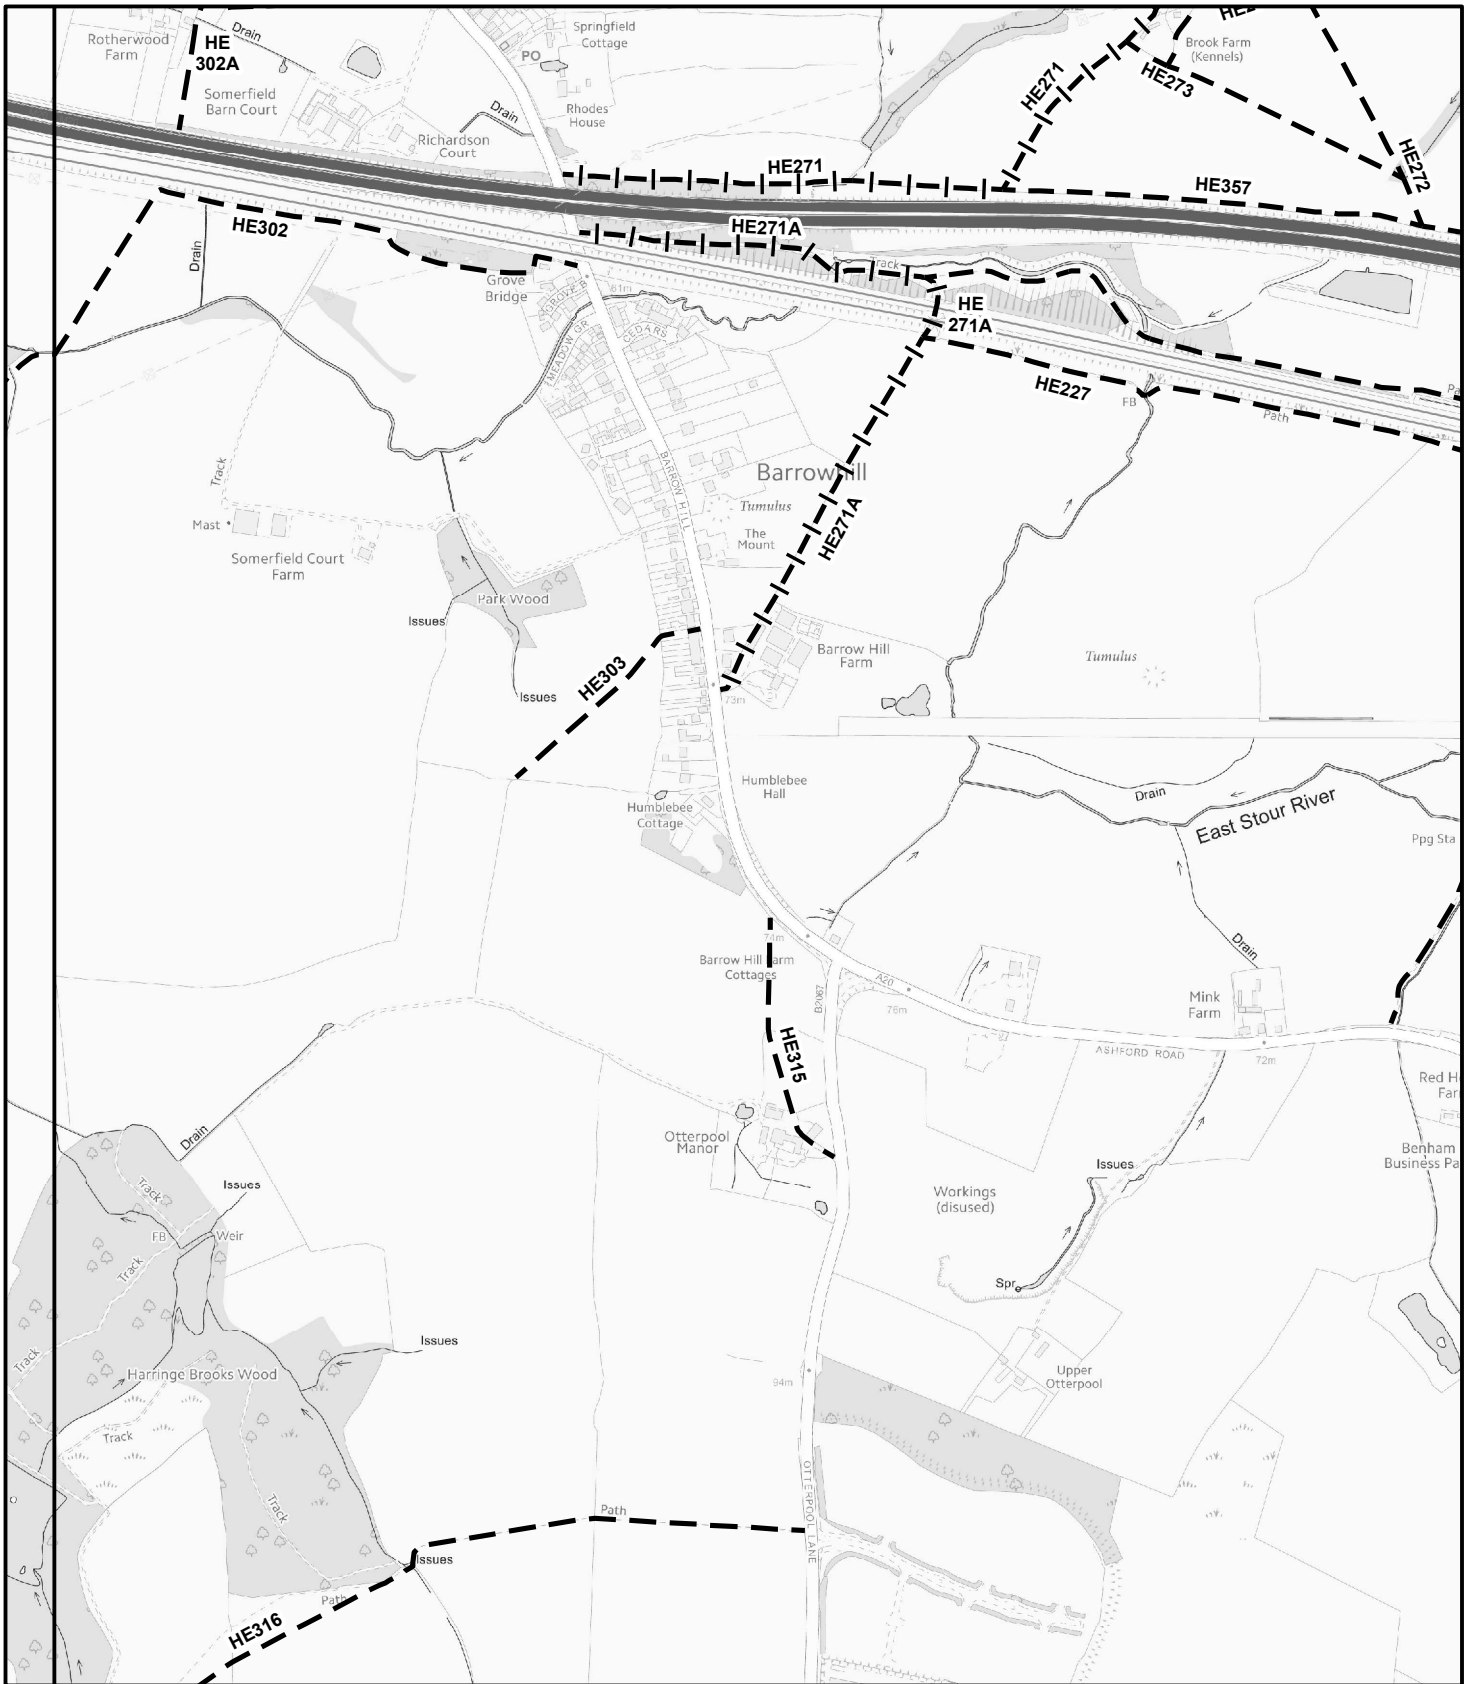 Rotherwood
Farm
HE
302A
Drain
Somerfield
Barn Court
PO
Springfield
Cottage
Rhodes
House
Drain
Richardson
Court
HE271
HE273
Brook Farm
(Kennels)
HE272
HE271
HE357
HE302
Drain
HE271A
Track
Grove
Bridge
61m
CEDARS
MEADOW GR
HE
271A
HE227
FB
Path
Track
BARROW HILL
Barrowhill
Tumulus
The
Mount
HE271A
Mast
Somerfield Court
Farm
Park Wood
Issues
Issues
HE303
Barrow Hill
Farm
73m
Tumulus
Humblebee
Hall
Humblebee
Cottage
Drain
East Stour River
Ppg Sta
74m
Barrow Hill Farm
Cottages
B2067
A20
76m
Drain
Mink
Farm
ASHFORD ROAD
72m
HE315
Red H
Far
Drain
Otterpool
Manor
Benham
Business Pa
Issues
Issues
Track
FB
Weir
Track
Workings
(disused)
Spr
Issues
Track
Harringe Brooks Wood
Upper
Otterpool
94m
Track
Track
OTTERPOOL LANE
Path
Issues
Path
HE316